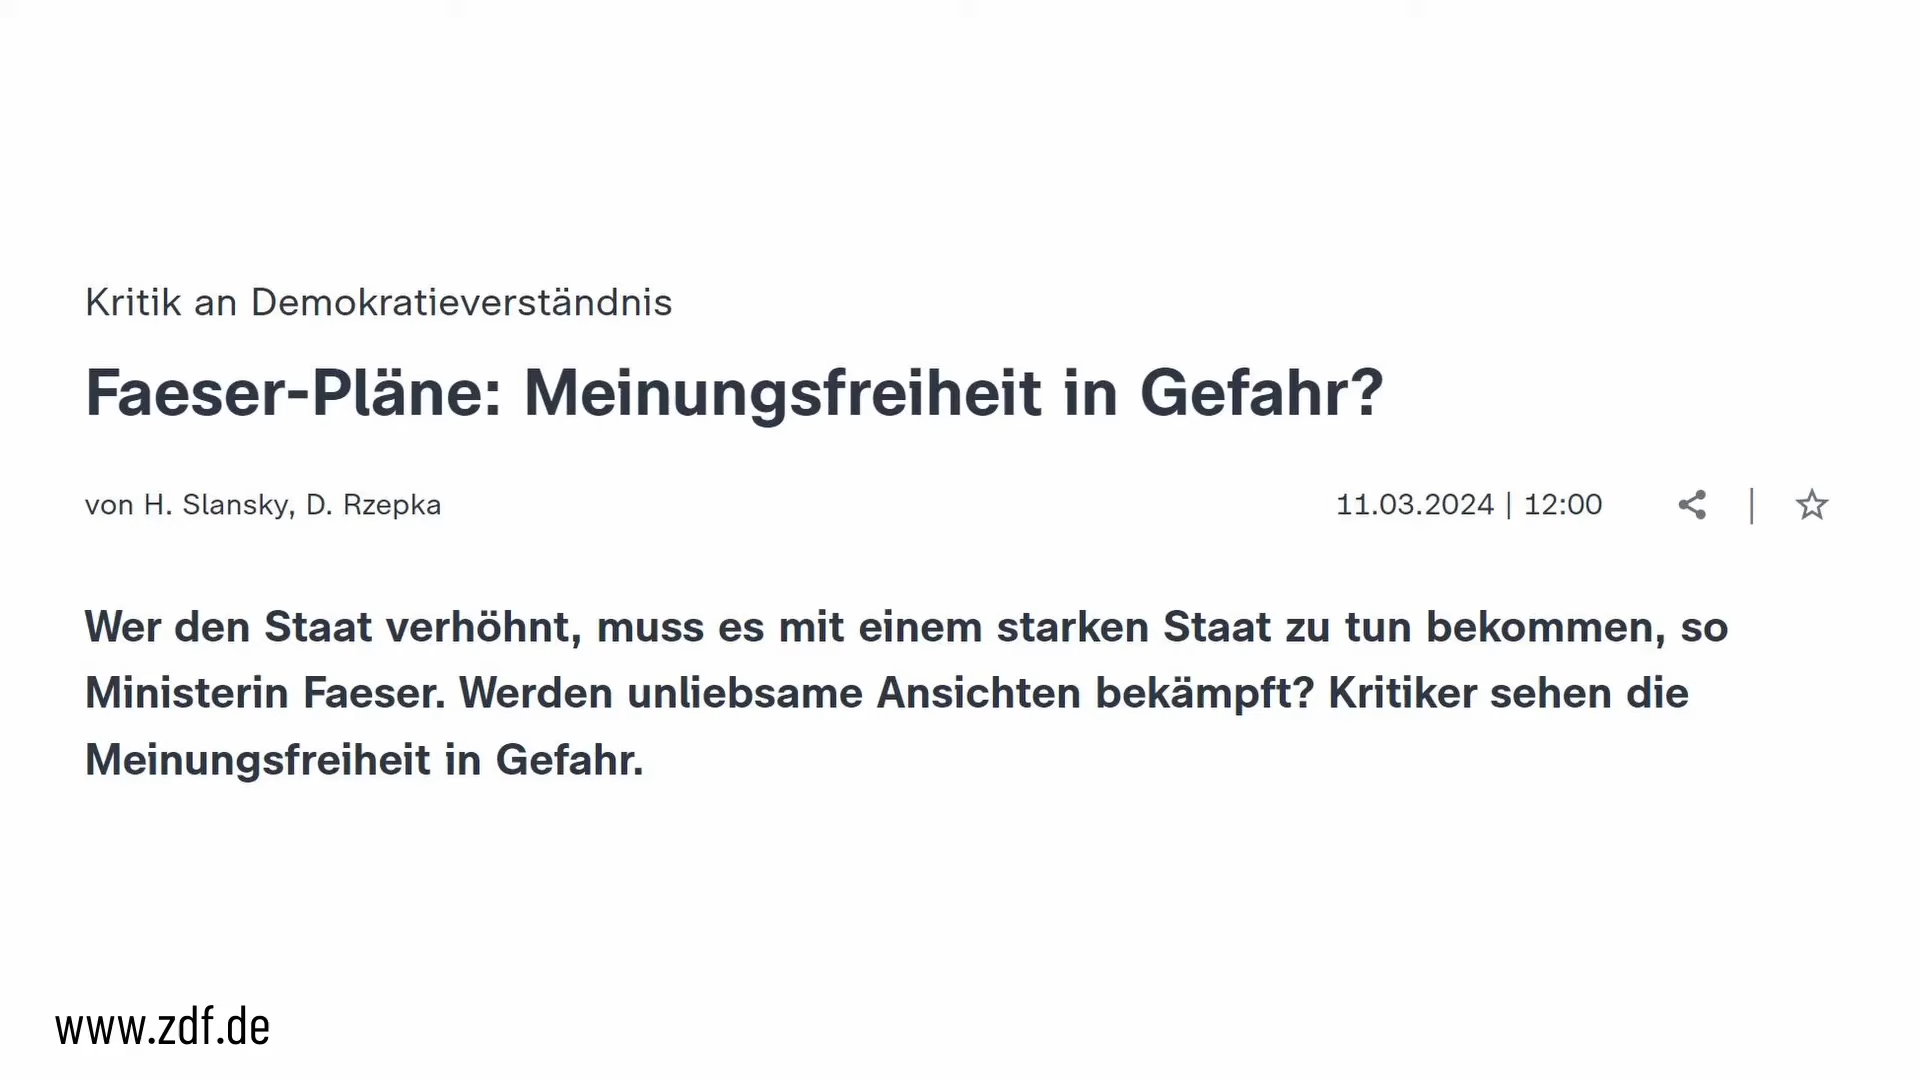 Kritik an Demokratieverständnis
Faeser-Pläne: Meinungsfreiheit in Gefahr?
von H. Slansky, D. Rzepka
11.03.2024 | 12:00
Wer den Staat verhöhnt, muss es mit einem starken Staat zu tun bekommen, so
Ministerin Faeser. Werden unliebsame Ansichten bekämpft? Kritiker sehen die
Meinungsfreiheit in Gefahr.
www.zdf.de